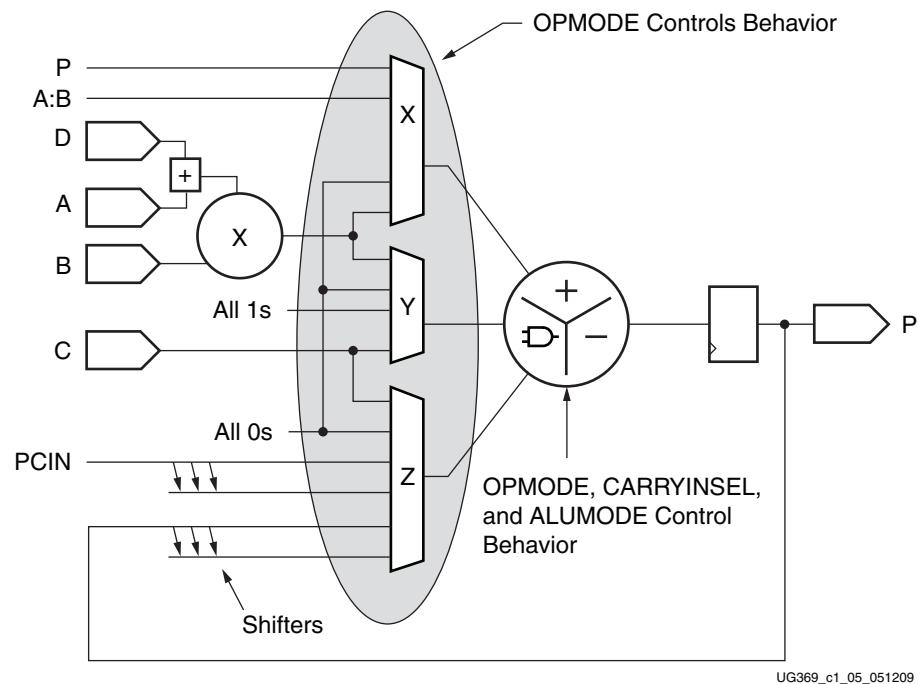 OPMODE Controls Behavior
P
A:B
X
D
+
A
X
B
All 1s
Y
+
−
P
C
All 0s
PCIN
Z
OPMODE, CARRYINSEL,
and ALUMODE Control
Behavior
Shifters
UG369_c1_05_051209